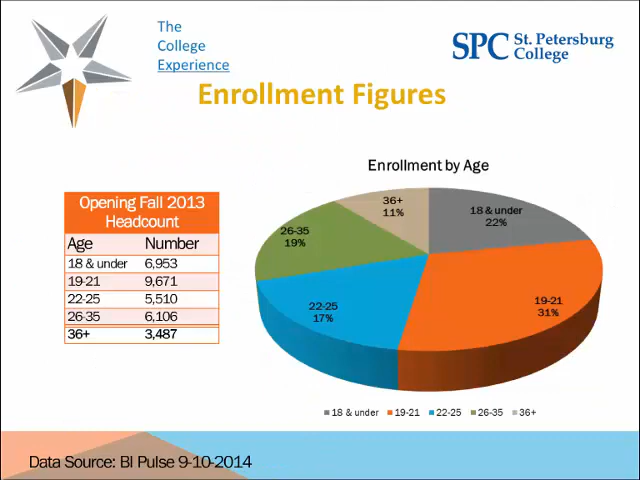 The
College
Experience
SPC St. Petersburg
College
Enrollment Figures
Opening Fall 2013
Headcount
Age Number
18 & under 6,953
19-21 9,671
22-25 5,510
26-35 6,106
36+ 3,487
Enrollment by Age
36+
11%
18 & under
22%
26-35
19%
19-21
31%
22-25
17%
18 & under 19-21 22-25 26-35 36+
Data Source: BI Pulse 9-10-2014